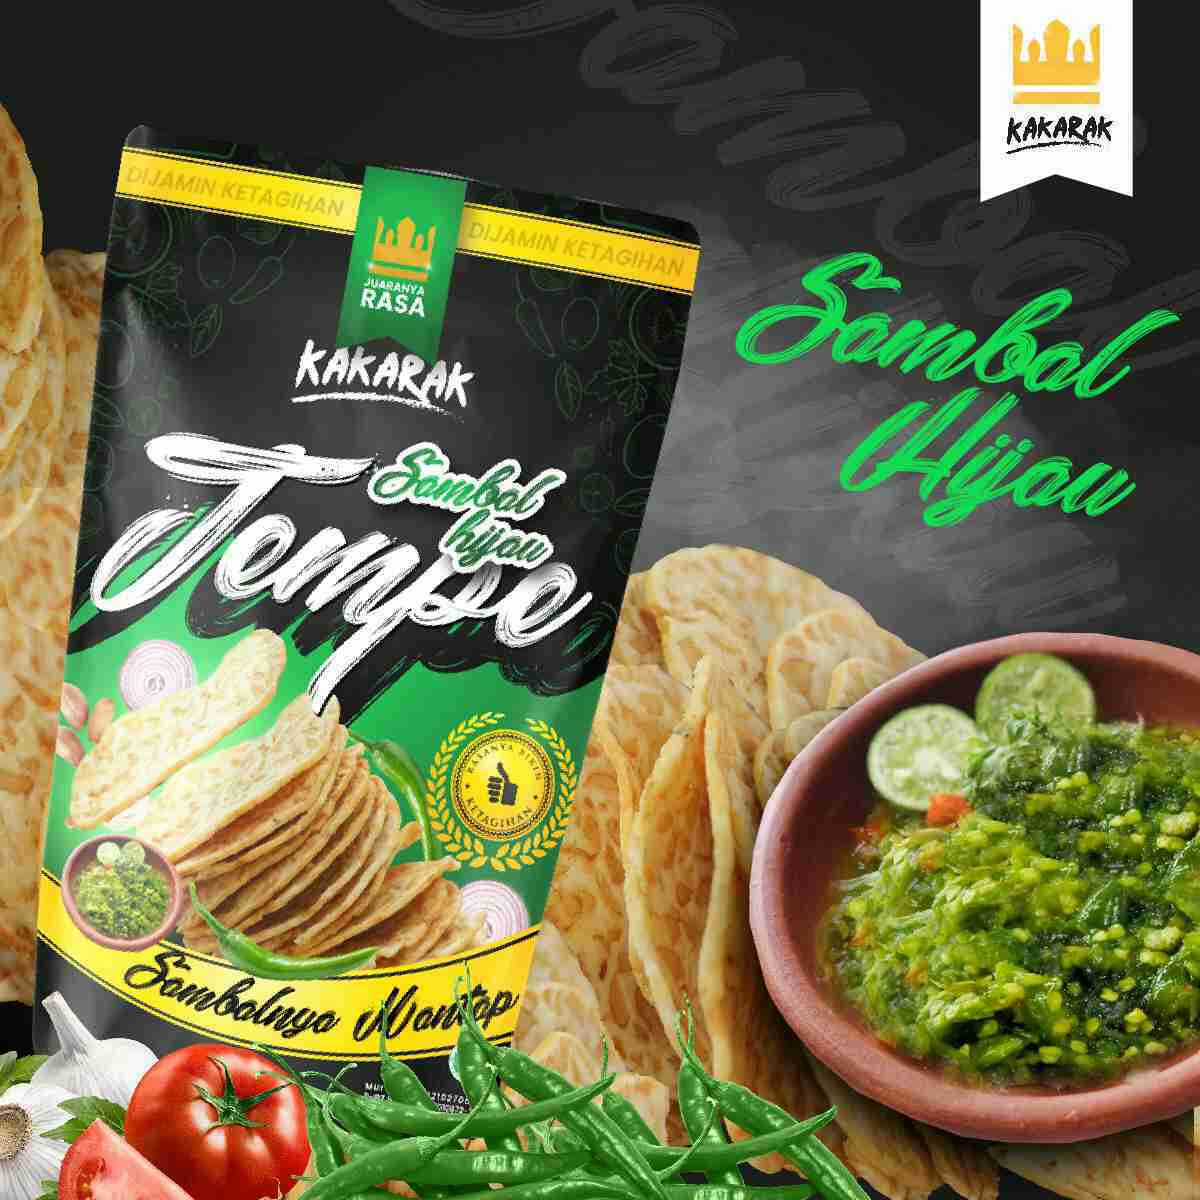 KAKARAK
DIJAMIN KETAGIHAN
DIJAMIN KETAGIHAN
JUARANYA
RASA
KAKARAK
Sambal
hijau
Tempe
Sambal
Hijau
RASANYA BIKIN
KETAGIHAN
Sambalnya Mantap